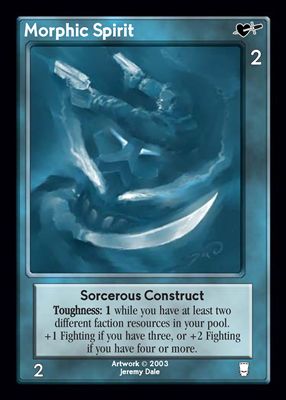 Morphic Spirit
2
Sorcerous Construct
Toughness: 1 while you have at least two
different faction resources in your pool.
+1 Fighting if you have three, or +2 Fighting
if you have four or more.
2
Artwork © 2003
Jeremy Dale